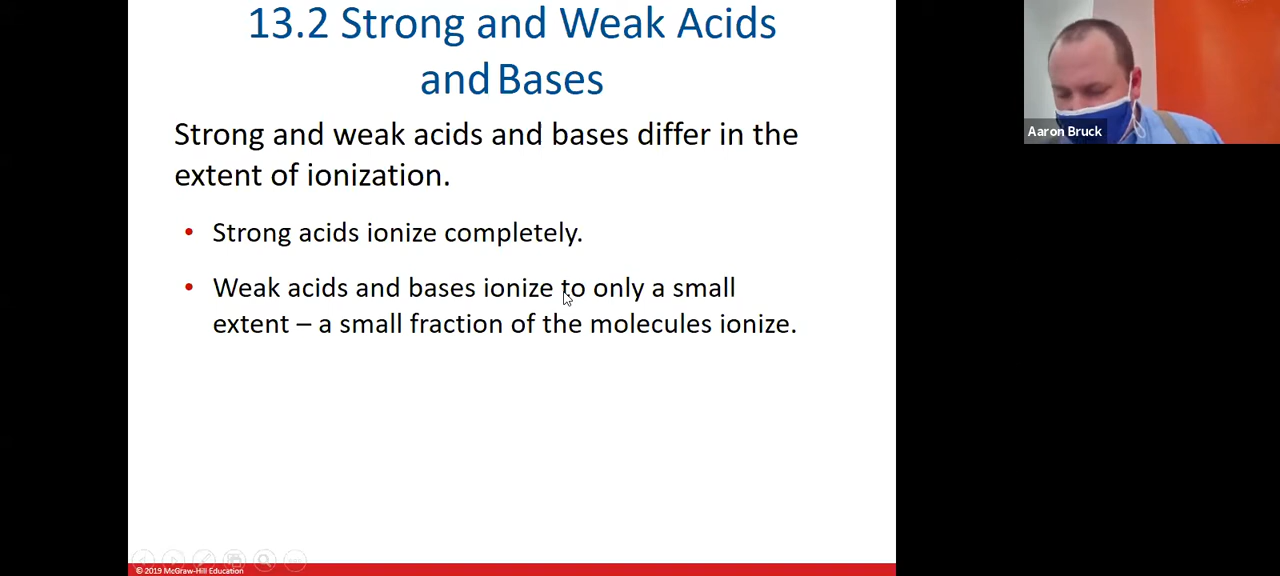 13.2 Strong and Weak Acids
and Bases
Strong and weak acids and bases differ in the
extent of ionization.
• Strong acids ionize completely.
• Weak acids and bases ionize to only a small
extent – a small fraction of the molecules ionize.
© 2019 McGraw-Hill Education
Aaron Bruck